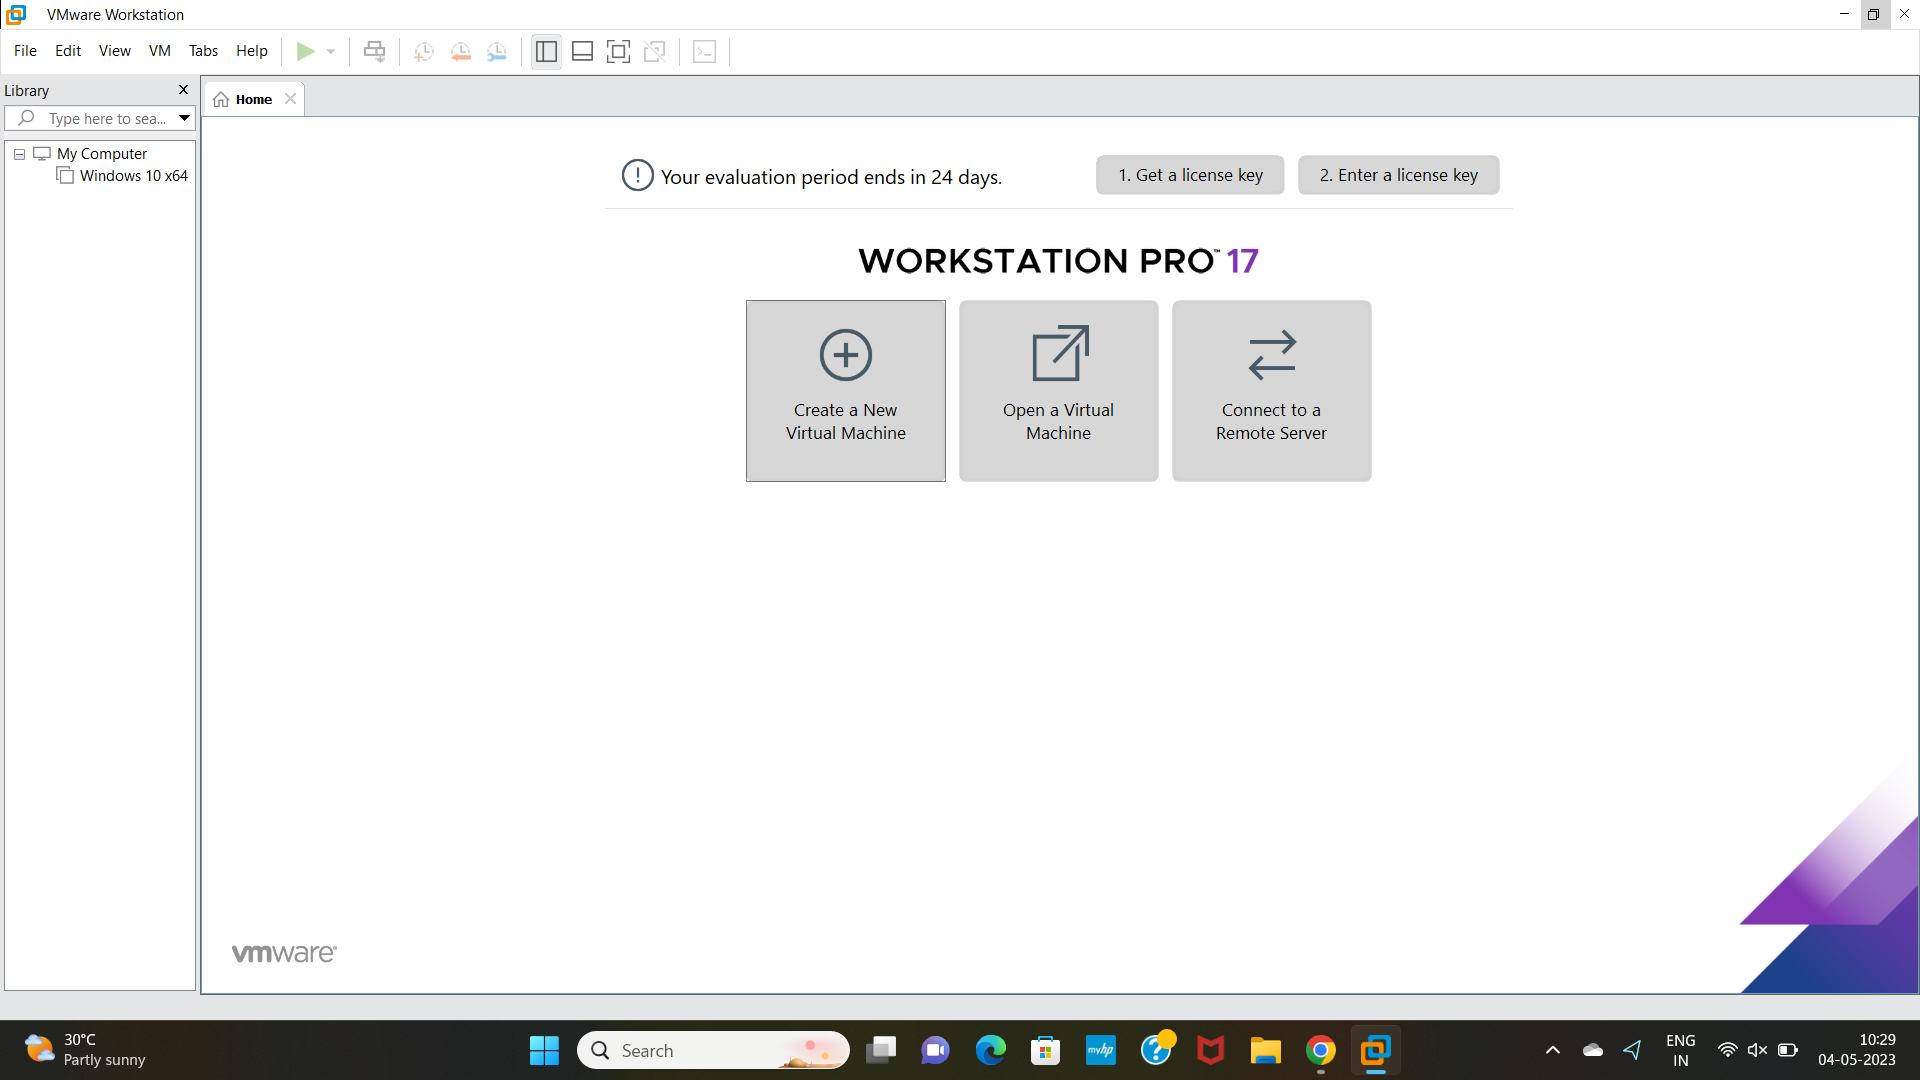 VMware Workstation
File Edit View VM Tabs Help
Library
Type here to sea...
My Computer
Windows 10 x64
Home
Your evaluation period ends in 24 days.
1. Get a license key
2. Enter a license key
WORKSTATION PRO™ 17
Create a New
Virtual Machine
Open a Virtual
Machine
Connect to a
Remote Server
vmware®
30°C
Partly sunny
Search
myhp
ENG
IN
10:29
04-05-2023